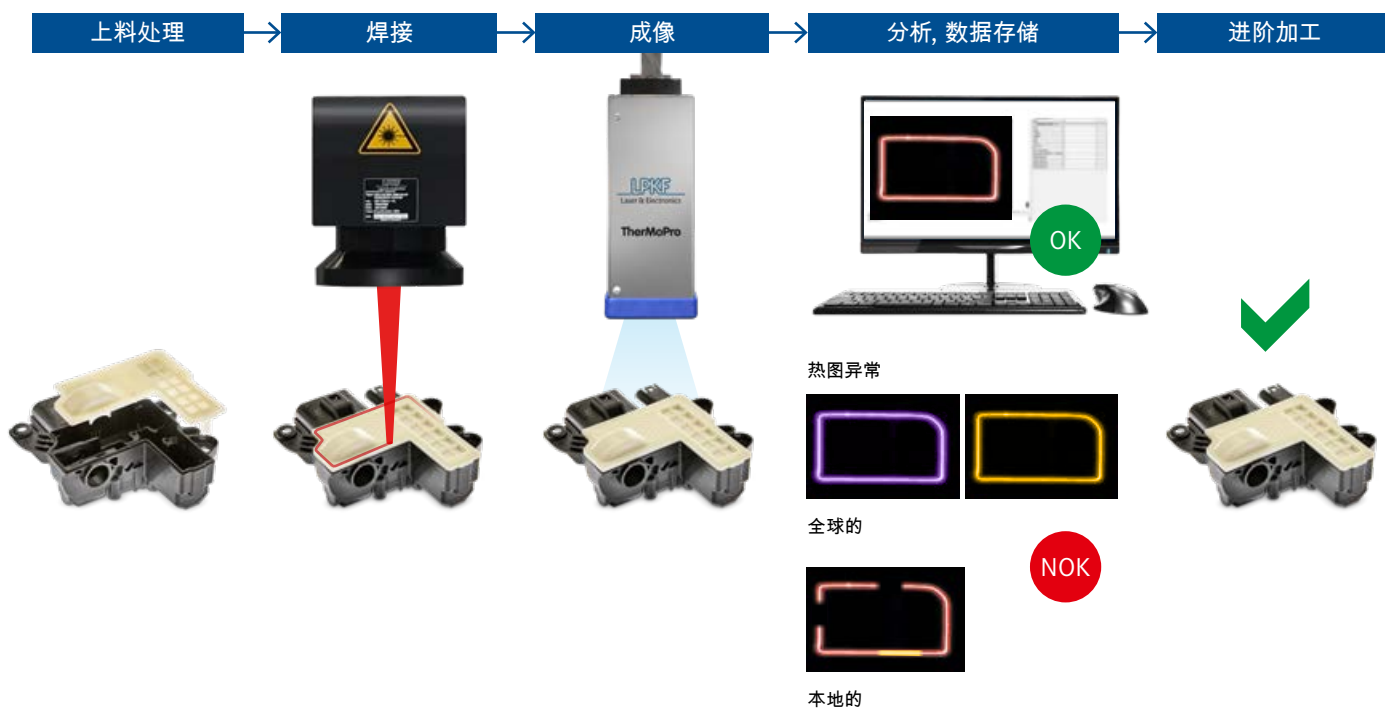 上料处理
焊接
成像
分析, 数据存储
进阶加工
LPKF
Laser & Electronics
TherMoPro
OK
热图异常
全球的
NOK
本地的